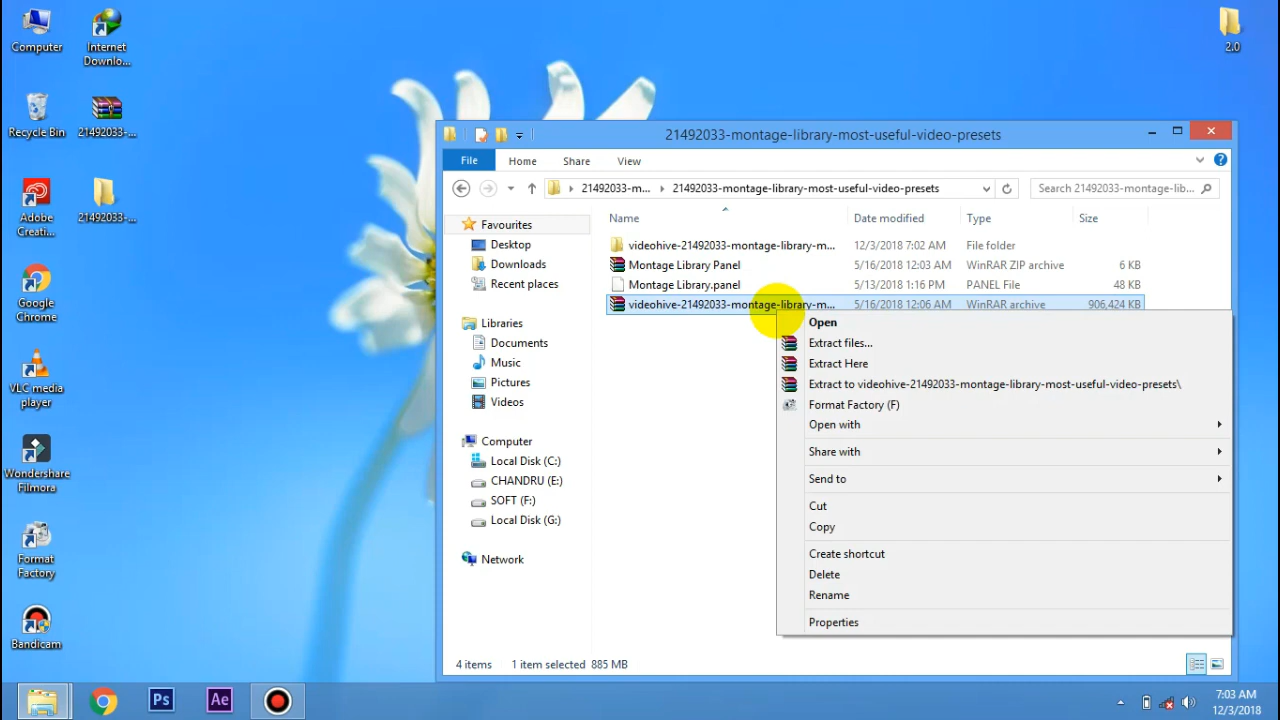 Computer
Internet
Downlo...
Recycle Bin
21492033-...
Adobe
Creati...
21492033-...
Google
Chrome
VLC media
player
Wondershare
Filmora
Format
Factory
Bandicam
2.0
21492033-montage-library-most-useful-video-presets
File
Home
Share
View
21492033-m...
21492033-montage-library-most-useful-video-presets
Search 21492033-montage-lib...
Favourites
Desktop
Downloads
Recent places
Libraries
Documents
Music
Pictures
Videos
Computer
Local Disk (C:)
CHANDRU (E:)
SOFT (F:)
Local Disk (G:)
Network
Name Date modified Type Size
videohive-21492033-montage-library-m... 12/3/2018 7:02 AM File folder
Montage Library Panel 5/16/2018 12:03 AM WinRAR ZIP archive 6 KB
Montage Library.panel 5/13/2018 1:16 PM PANEL File 48 KB
videohive-21492033-montage-library-m... 5/16/2018 12:06 AM WinRAR archive 906,424 KB
Open
Extract files...
Extract Here
Extract to videohive-21492033-montage-library-most-useful-video-presets\
Format Factory (F)
Open with
Share with
Send to
Cut
Copy
Create shortcut
Delete
Rename
Properties
4 items 1 item selected 885 MB
Ps
Ae
7:03 AM
12/3/2018